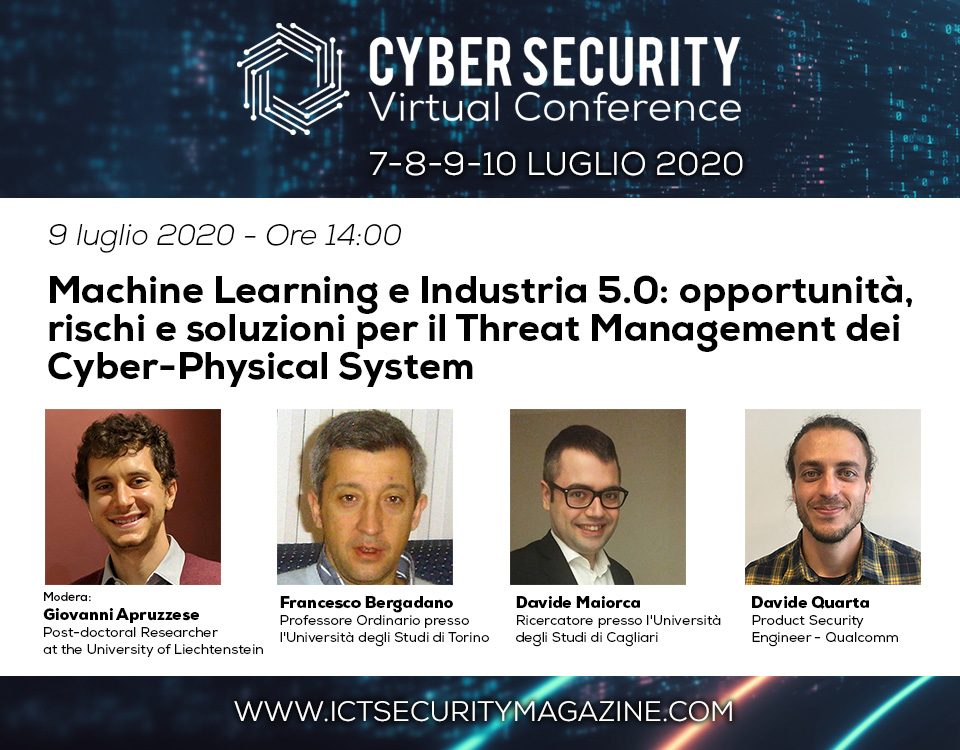 CYBER SECURITY
Virtual Conference
7-8-9-10 LUGLIO 2020
9 luglio 2020 - Ore 14:00
Machine Learning e Industria 5.0: opportunità,
rischi e soluzioni per il Threat Management dei
Cyber-Physical System
Modera:
Giovanni Apruzzese
Post-doctoral Researcher
at the University of Liechtenstein
Francesco Bergadano
Professore Ordinario presso
l'Università degli Studi di Torino
Davide Maiorca
Ricercatore presso l'Università
degli Studi di Cagliari
Davide Quarta
Product Security
Engineer - Qualcomm
WWW.ICTSECURITYMAGAZINE.COM